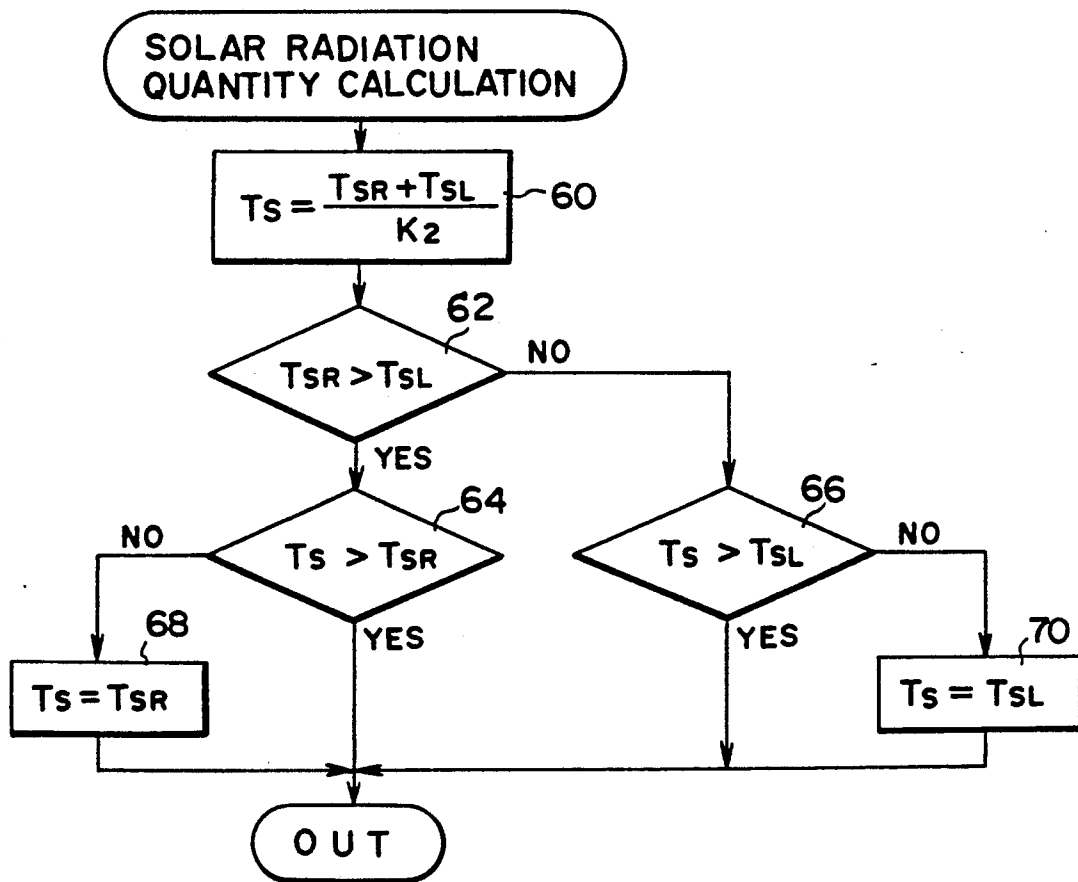 SOLAR RADIATION
QUANTITY CALCULATION
TS = TSR + TSL / K2
60
62
TSR > TSL
NO
YES
64
TS > TSR
NO
YES
66
TS > TSL
NO
YES
68
TS = TSR
70
TS = TSL
OUT